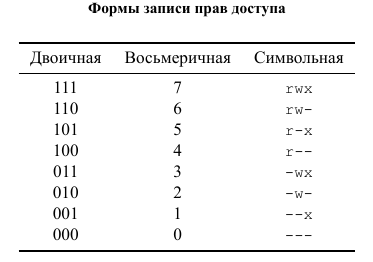 Формы записи прав доступа
Двоичная Восьмеричная Символьная
111 7 rwx
110 6 rw-
101 5 r-x
100 4 r--
011 3 -wx
010 2 -w-
001 1 --x
000 0 ---